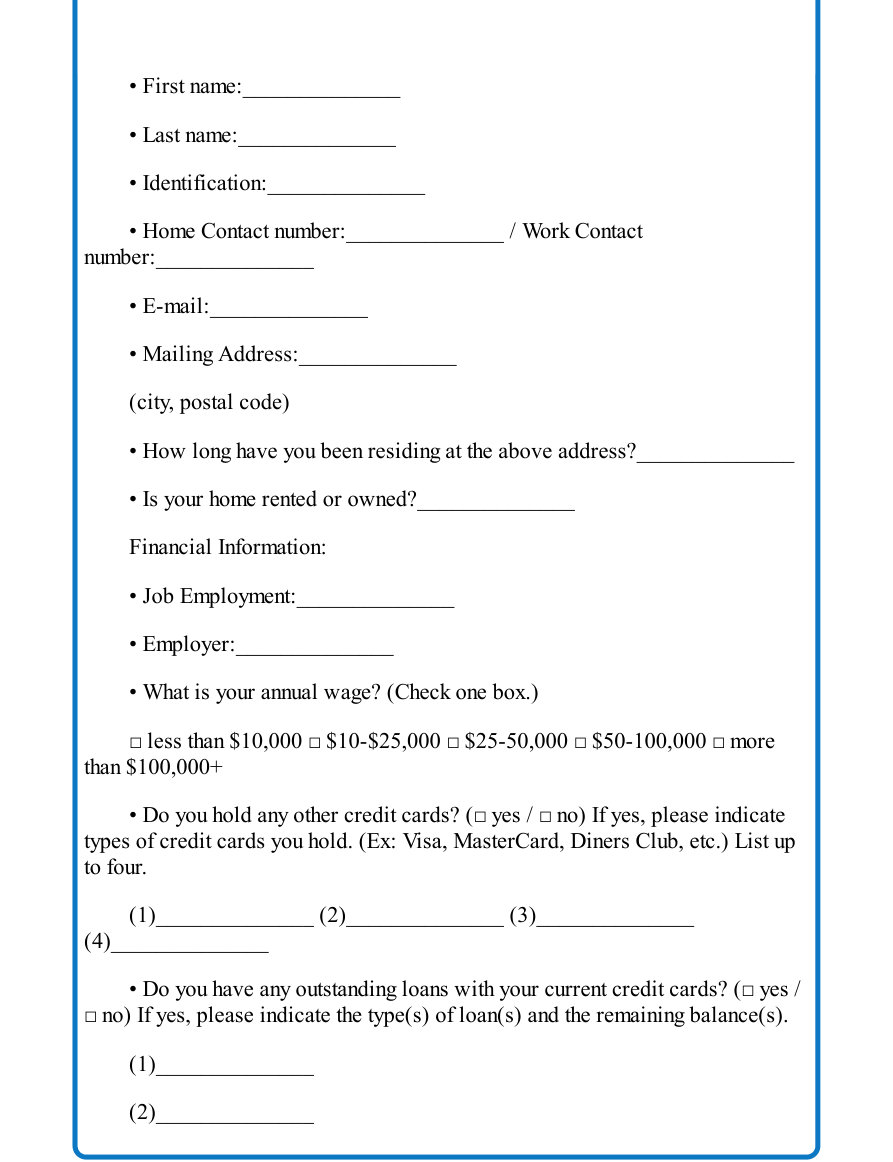 • First name:______________
• Last name:______________
• Identification:______________
• Home Contact number:______________ / Work Contact
number:______________
• E-mail:______________
• Mailing Address:______________
(city, postal code)
• How long have you been residing at the above address?______________
• Is your home rented or owned?______________
Financial Information:
• Job Employment:______________
• Employer:______________
• What is your annual wage? (Check one box.)
□ less than $10,000 □ $10-$25,000 □ $25-50,000 □ $50-100,000 □ more
than $100,000+
• Do you hold any other credit cards? (□ yes / □ no) If yes, please indicate
types of credit cards you hold. (Ex: Visa, MasterCard, Diners Club, etc.) List up
to four.
(1)______________ (2)______________ (3)______________
(4)______________
• Do you have any outstanding loans with your current credit cards? (□ yes /
□ no) If yes, please indicate the type(s) of loan(s) and the remaining balance(s).
(1)______________
(2)______________